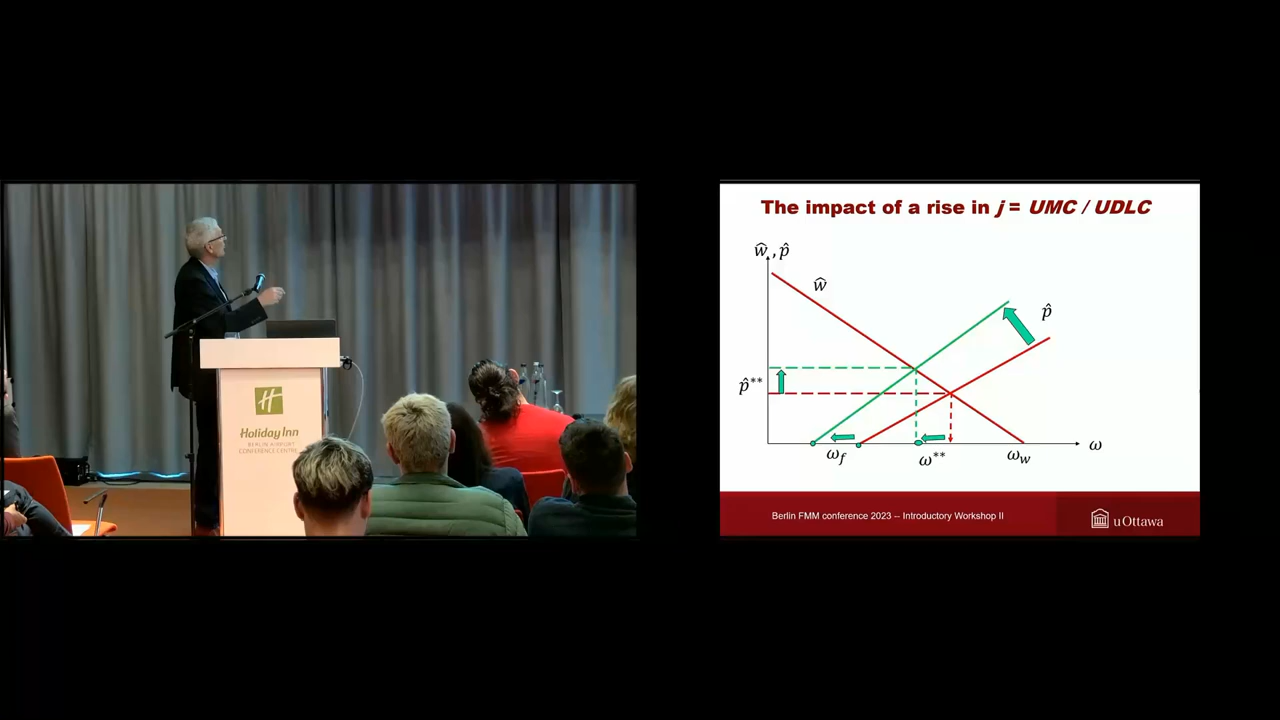 H
Holiday Inn
BERLIN AIRPORT
CONFERENCE CENTRE
The impact of a rise in j = UMC / UDLC
ŵ , p̂
ŵ
p̂
p̂**
ω_f
ω**
ω_w
ω
Berlin FMM conference 2023 -- Introductory Workshop II
uOttawa